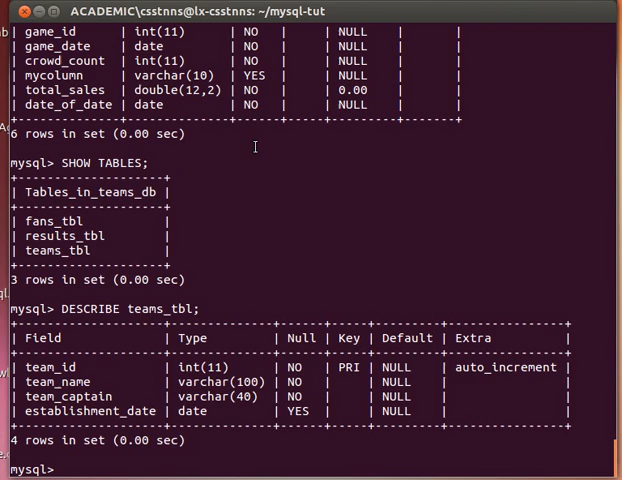 ACADEMIC\csstnns@lx-csstnns: ~/mysql-tut
| game_id | int(11) | NO | | NULL | |
| game_date | date | NO | | NULL | |
| crowd_count | int(11) | NO | | NULL | |
| mycolumn | varchar(10) | YES | | NULL | |
| total_sales | double(12,2) | NO | | 0.00 | |
| date_of_date | date | NO | | NULL | |
+--------------+--------------+------+-----+---------+-------+
6 rows in set (0.00 sec)
mysql> SHOW TABLES;
+--------------------+
| Tables_in_teams_db |
+--------------------+
| fans_tbl |
| results_tbl |
| teams_tbl |
+--------------------+
3 rows in set (0.00 sec)
mysql> DESCRIBE teams_tbl;
+--------------------+--------------+------+-----+---------+----------------+
| Field | Type | Null | Key | Default | Extra |
+--------------------+--------------+------+-----+---------+----------------+
| team_id | int(11) | NO | PRI | NULL | auto_increment |
| team_name | varchar(100) | NO | | NULL | |
| team_captain | varchar(40) | NO | | NULL | |
| establishment_date | date | YES | | NULL | |
+--------------------+--------------+------+-----+---------+----------------+
4 rows in set (0.00 sec)
mysql>